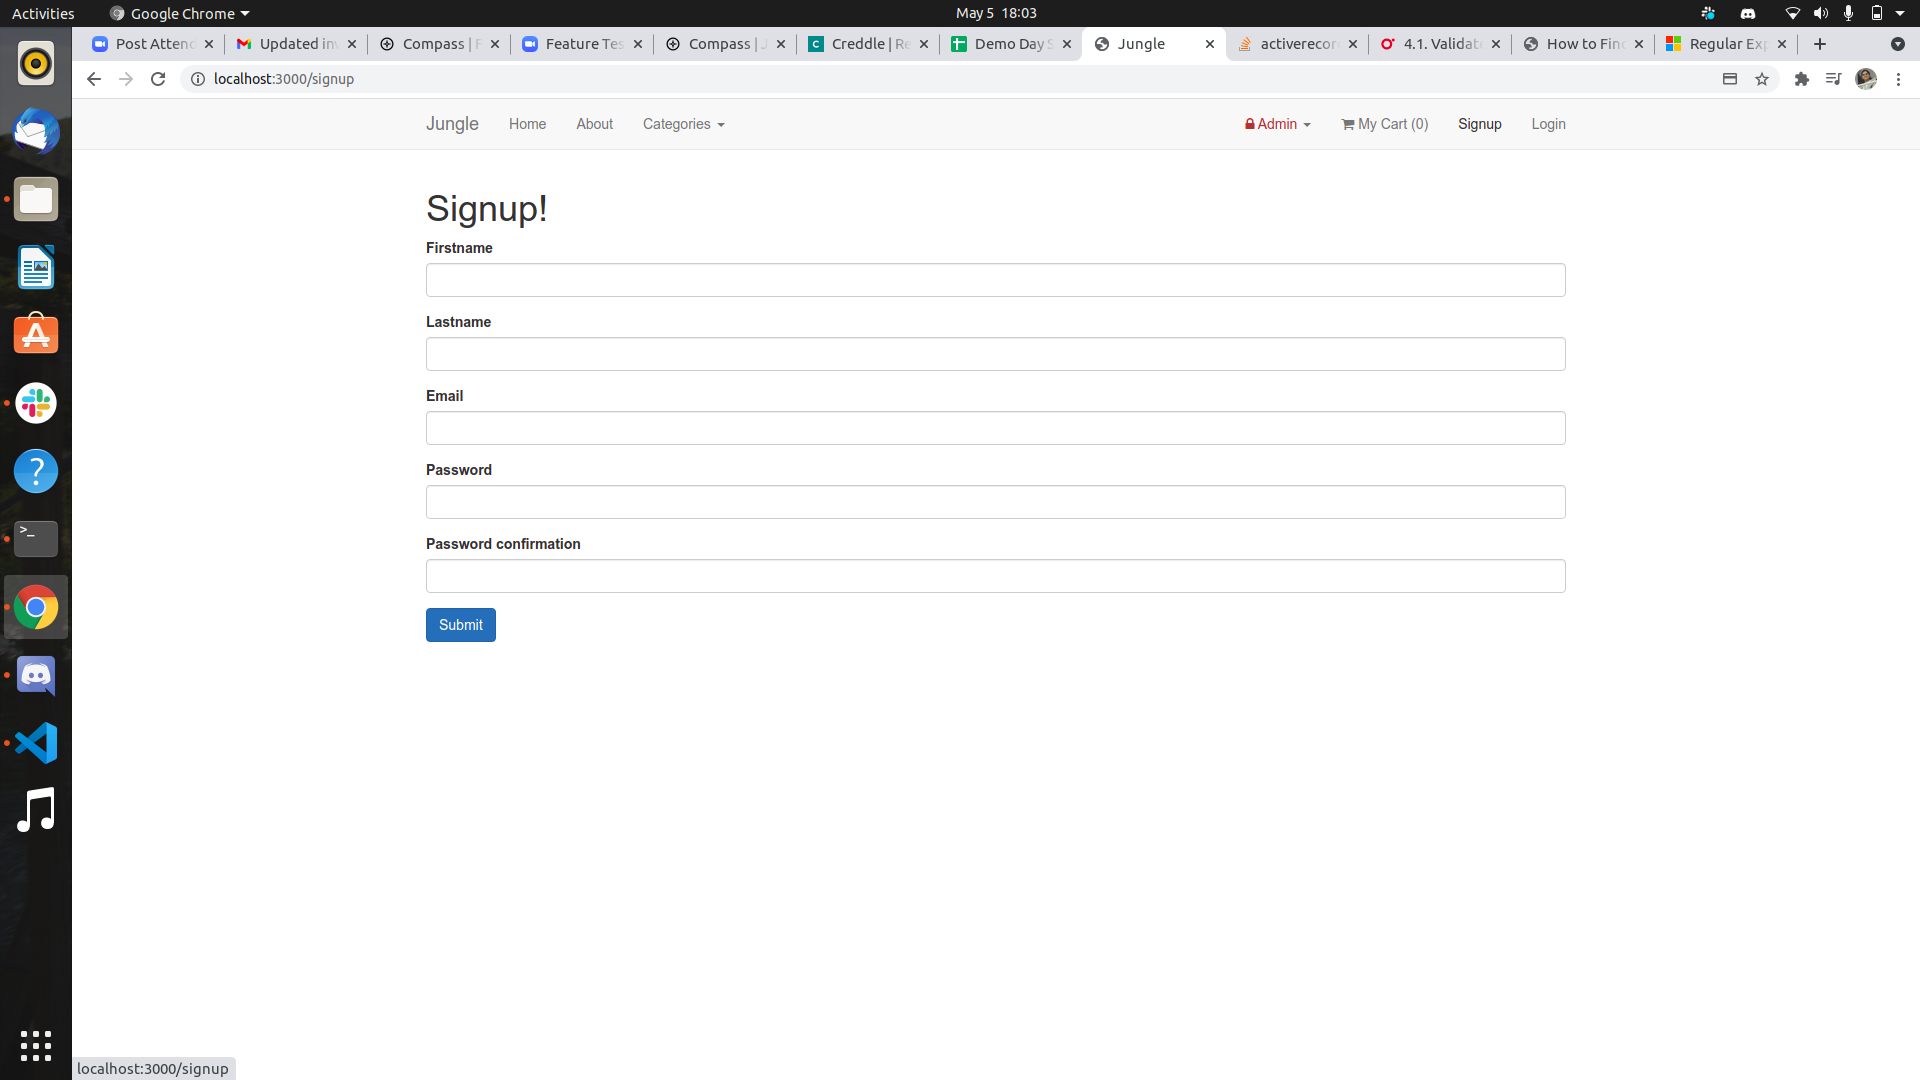 Activities Google Chrome May 5 18:03
Post Attend Updated in Compass | F Feature Tes Compass | J Creddle | Re Demo Day S Jungle activerecor 4.1. Validat How to Find Regular Exp
localhost:3000/signup
Jungle Home About Categories Admin My Cart (0) Signup Login
Signup!
Firstname
Lastname
Email
Password
Password confirmation
Submit
localhost:3000/signup